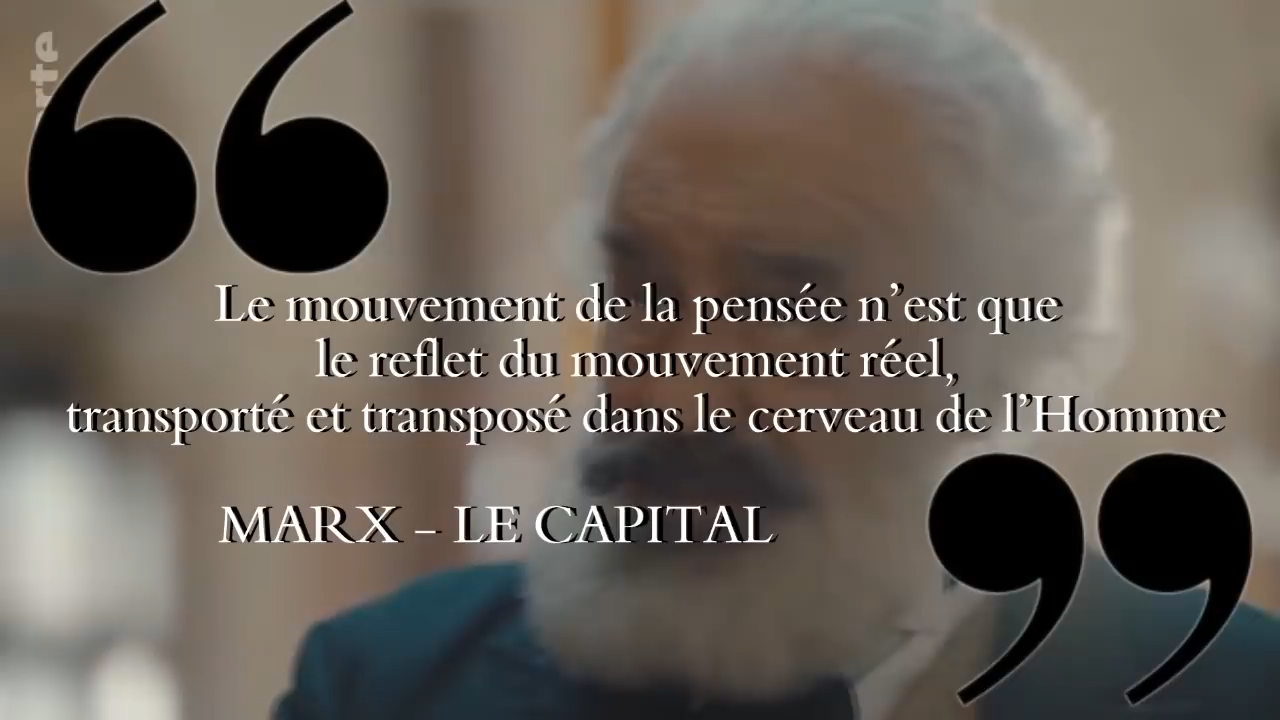 arte
Le mouvement de la pensée n’est que
le reflet du mouvement réel,
transporté et transposé dans le cerveau de l’Homme
MARX – LE CAPITAL